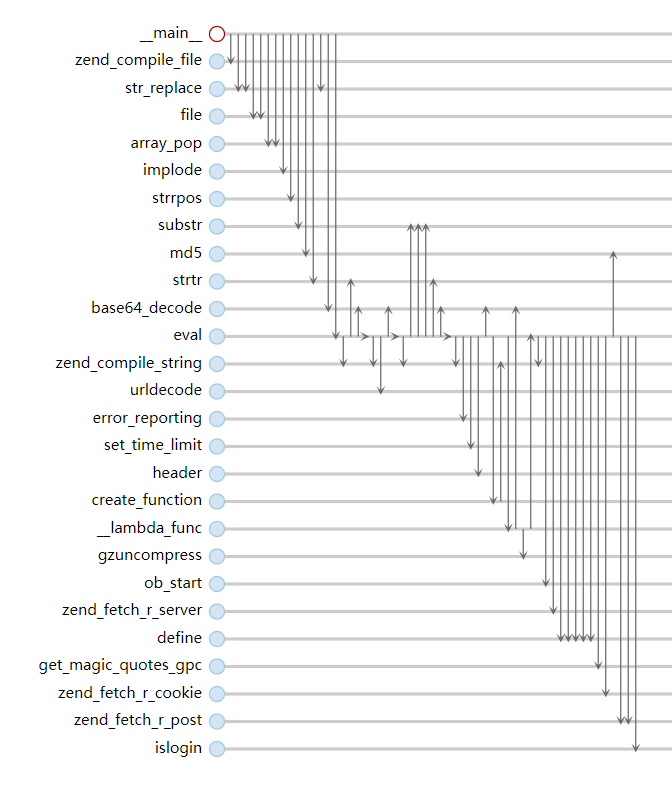 __main__
zend_compile_file
str_replace
file
array_pop
implode
strrpos
substr
md5
strtr
base64_decode
eval
zend_compile_string
urldecode
error_reporting
set_time_limit
header
create_function
__lambda_func
gzuncompress
ob_start
zend_fetch_r_server
define
get_magic_quotes_gpc
zend_fetch_r_cookie
zend_fetch_r_post
islogin